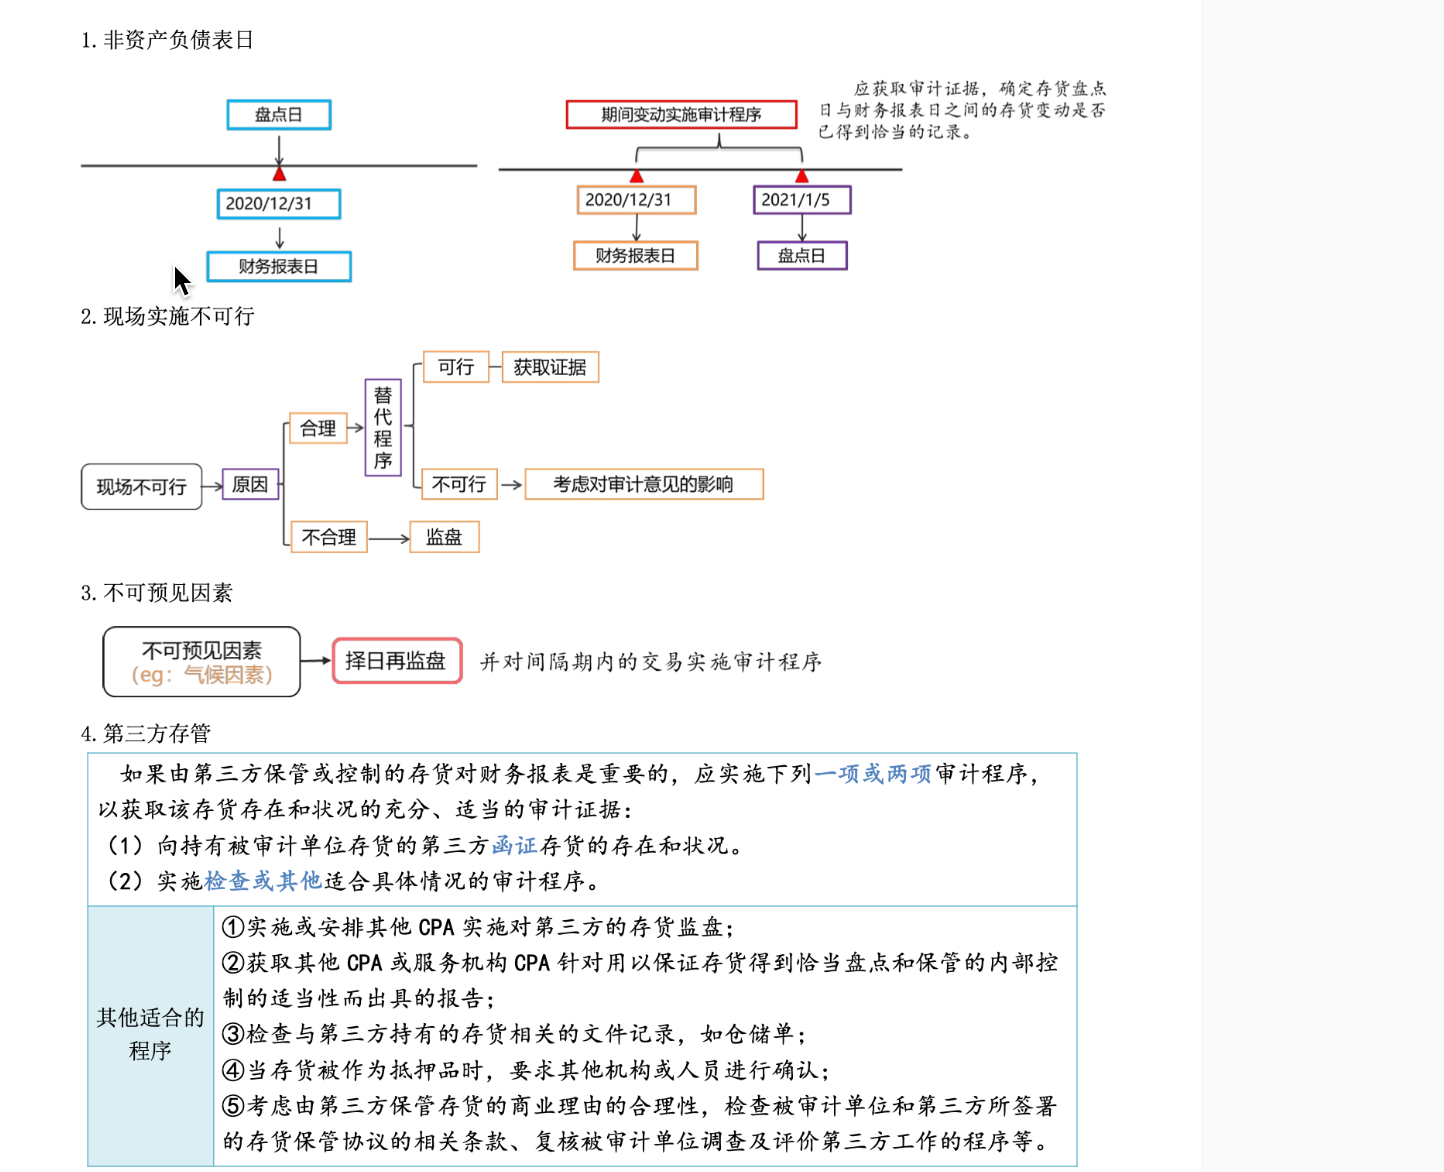 1. 非资产负债表日
应获取审计证据，确定存货盘点
日与财务报表日之间的存货变动是否
已得到恰当的记录。
盘点日
期间变动实施审计程序
2020/12/31
2020/12/31
2021/1/5
财务报表日
财务报表日
盘点日
2. 现场实施不可行
可行
获取证据
替代程序
合理
现场不可行
原因
不可行
考虑对审计意见的影响
不合理
监盘
3. 不可预见因素
不可预见因素
（eg：气候因素）
择日再监盘
并对间隔期内的交易实施审计程序
4. 第三方存管
如果由第三方保管或控制的存货对财务报表是重要的，应实施下列一项或两项审计程序，
以获取该存货存在和状况的充分、适当的审计证据：
（1）向持有被审计单位存货的第三方函证存货的存在和状况。
（2）实施检查或其他适合具体情况的审计程序。
其他适合的
程序
①实施或安排其他 CPA 实施对第三方的存货监盘；
②获取其他 CPA 或服务机构 CPA 针对用以保证存货得到恰当盘点和保管的内部控
制的适当性而出具的报告；
③检查与第三方持有的存货相关的文件记录，如仓储单；
④当存货被作为抵押品时，要求其他机构或人员进行确认；
⑤考虑由第三方保管存货的商业理由的合理性，检查被审计单位和第三方所签署
的存货保管协议的相关条款、复核被审计单位调查及评价第三方工作的程序等。